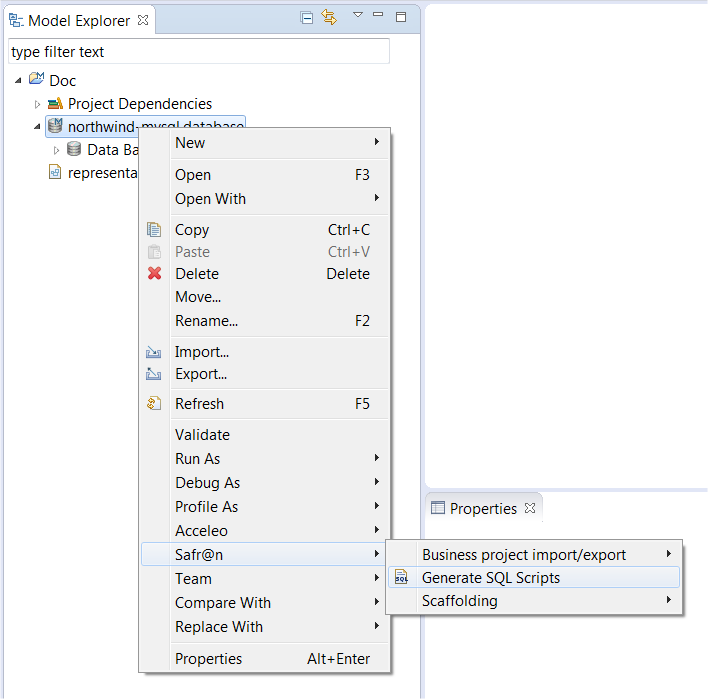 Model Explorer
type filter text
Doc
Project Dependencies
northwind-mysql.database
Data Ba
representa
New
Open F3
Open With
Copy Ctrl+C
Paste Ctrl+V
Delete Delete
Move...
Rename... F2
Import...
Export...
Refresh F5
Validate
Run As
Debug As
Profile As
Acceleo
Safr@n
Team
Compare With
Replace With
Properties Alt+Enter
Properties
Business project import/export
SQL Generate SQL Scripts
Scaffolding